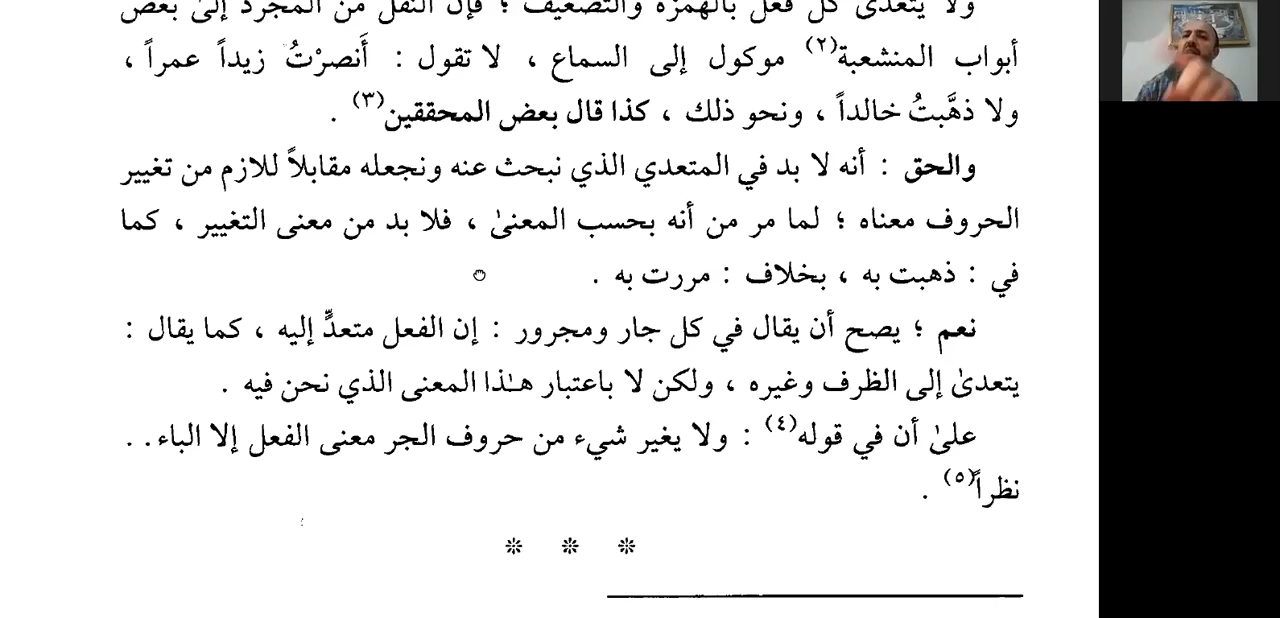 ولا يتعدى كل فعل بالهمزة والتضعيف ؛ فإن النقل من المجرد إلى بعض
أبواب المنشعبة(٢) موكول إلى السماع ، لا تقول : أَنصرْتُ زيداً عمراً ،
ولا ذهَّبتُ خالداً ، ونحو ذلك ، كذا قال بعض المحققين(٣) .
والحق : أنه لا بد في المتعدي الذي نبحث عنه ونجعله مقابلاً للازم من تغيير
الحروف معناه ؛ لما مر من أنه بحسب المعنىٰ ، فلا بد من معنى التغيير ، كما
في : ذهبت به ، بخلاف : مررت به .
نعم ؛ يصح أن يقال في كل جار ومجرور : إن الفعل متعدٍّ إليه ، كما يقال :
يتعدىٰ إلى الظرف وغيره ، ولكن لا باعتبار هـٰذا المعنى الذي نحن فيه .
علىٰ أن في قوله(٤) : ولا يغير شيء من حروف الجر معنى الفعل إلا الباء . .
نظراً(٥) .